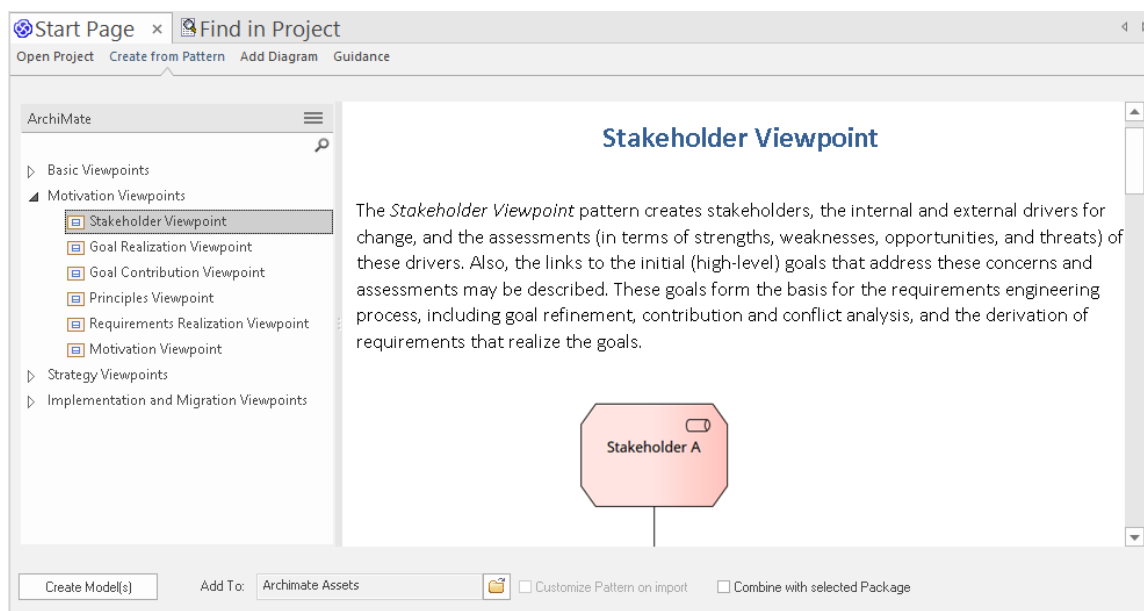 Start Page × Find in Project
Open Project Create from Pattern Add Diagram Guidance
ArchiMate
Basic Viewpoints
Motivation Viewpoints
Stakeholder Viewpoint
Goal Realization Viewpoint
Goal Contribution Viewpoint
Principles Viewpoint
Requirements Realization Viewpoint
Motivation Viewpoint
Strategy Viewpoints
Implementation and Migration Viewpoints
Stakeholder Viewpoint
The Stakeholder Viewpoint pattern creates stakeholders, the internal and external drivers for
change, and the assessments (in terms of strengths, weaknesses, opportunities, and threats) of
these drivers. Also, the links to the initial (high-level) goals that address these concerns and
assessments may be described. These goals form the basis for the requirements engineering
process, including goal refinement, contribution and conflict analysis, and the derivation of
requirements that realize the goals.
Stakeholder A
Create Model(s) Add To: Archimate Assets Customize Pattern on import Combine with selected Package